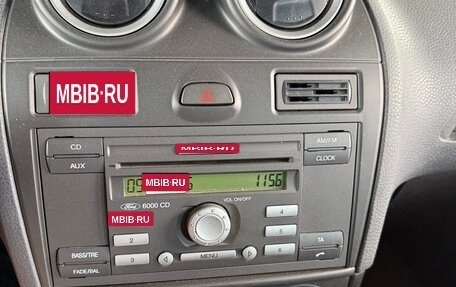 MBIB·RU
MBIB·RU
CD
AM/FM
AUX
CLOCK
MBIB·RU
1156
Ford 6000 CD
VOL ON/OFF
MBIB·RU
4
2
5
BASS/TRE
TA
3
MENU
6
FADE/BAL